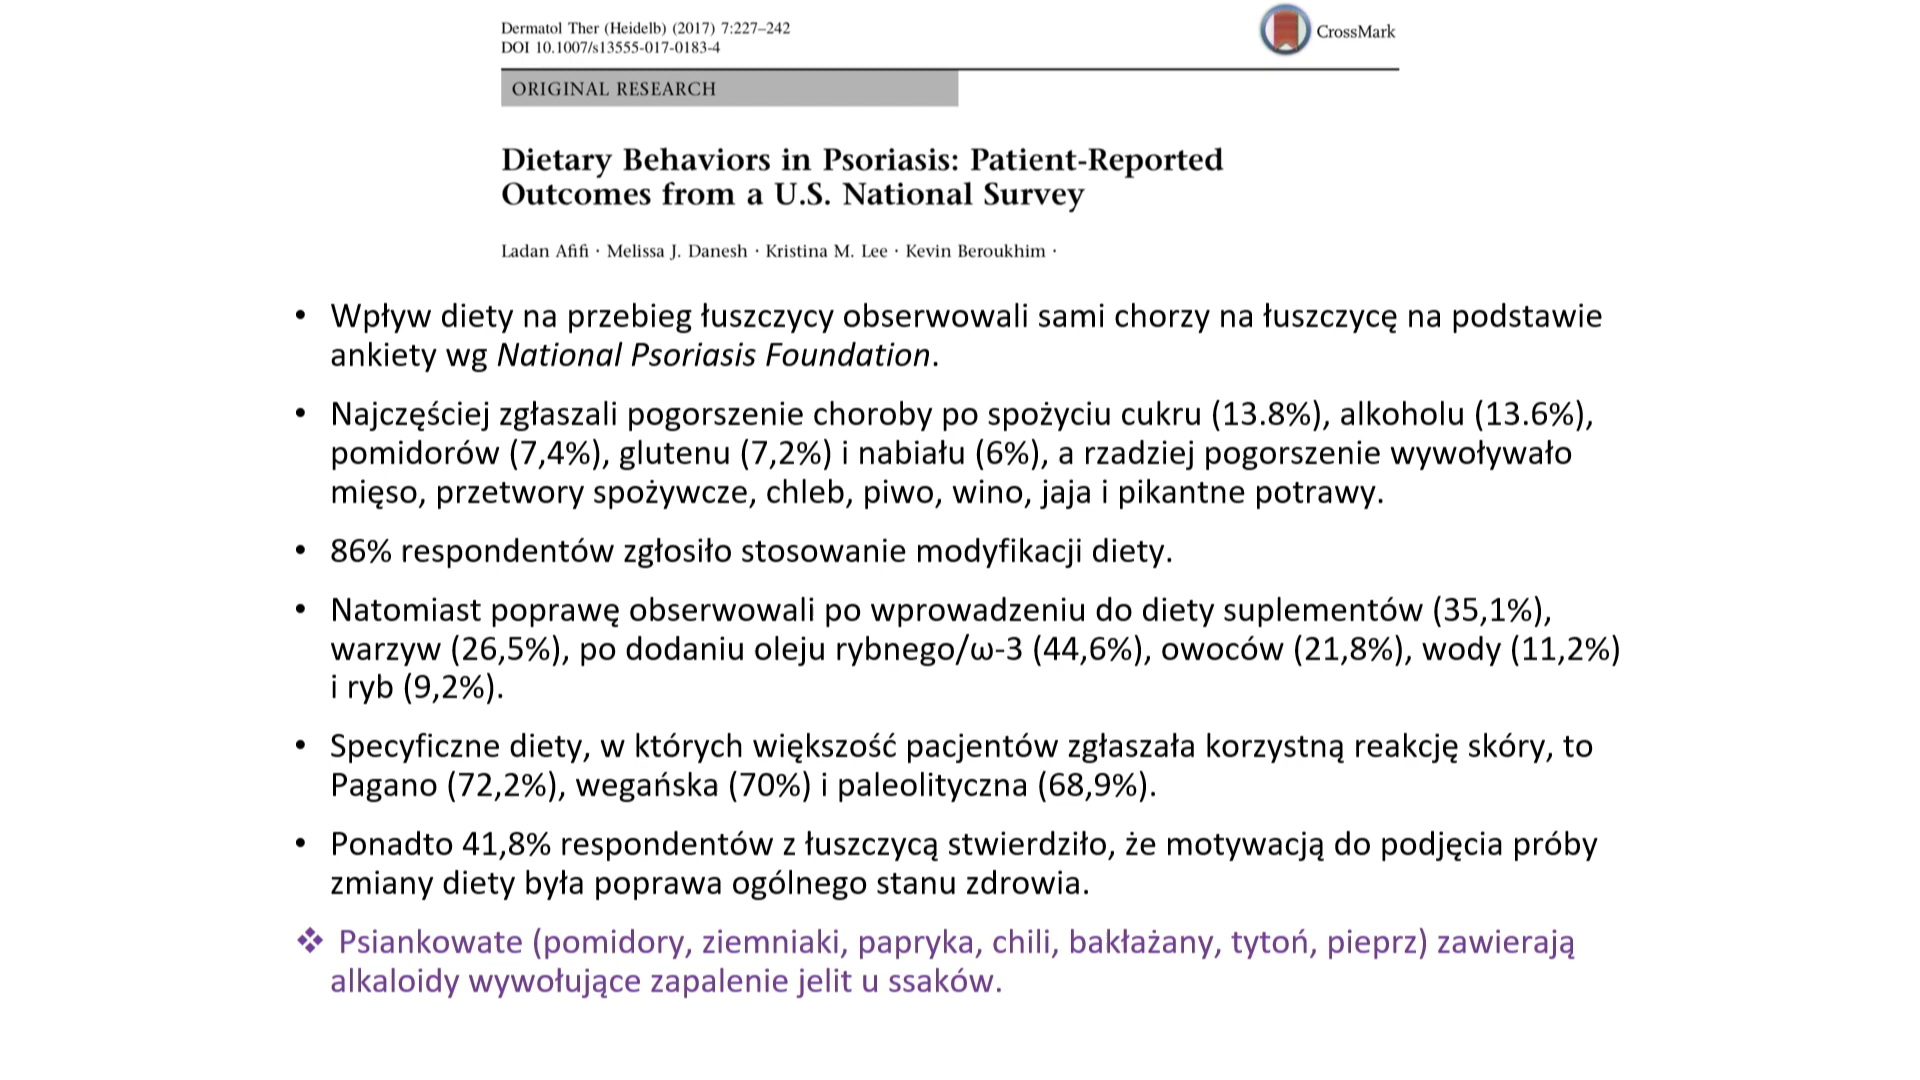 Dermatol Ther (Heidelb) (2017) 7:227–242
DOI 10.1007/s13555-017-0183-4
CrossMark
ORIGINAL RESEARCH
Dietary Behaviors in Psoriasis: Patient-Reported
Outcomes from a U.S. National Survey
Ladan Afifi · Melissa J. Danesh · Kristina M. Lee · Kevin Beroukhim ·
• Wpływ diety na przebieg łuszczycy obserwowali sami chorzy na łuszczycę na podstawie
ankiety wg National Psoriasis Foundation.
• Najczęściej zgłaszali pogorszenie choroby po spożyciu cukru (13.8%), alkoholu (13.6%),
pomidorów (7,4%), glutenu (7,2%) i nabiału (6%), a rzadziej pogorszenie wywoływało
mięso, przetwory spożywcze, chleb, piwo, wino, jaja i pikantne potrawy.
• 86% respondentów zgłosiło stosowanie modyfikacji diety.
• Natomiast poprawę obserwowali po wprowadzeniu do diety suplementów (35,1%),
warzyw (26,5%), po dodaniu oleju rybnego/ω-3 (44,6%), owoców (21,8%), wody (11,2%)
i ryb (9,2%).
• Specyficzne diety, w których większość pacjentów zgłaszała korzystną reakcję skóry, to
Pagano (72,2%), wegańska (70%) i paleolityczna (68,9%).
• Ponadto 41,8% respondentów z łuszczycą stwierdziło, że motywacją do podjęcia próby
zmiany diety była poprawa ogólnego stanu zdrowia.
❖ Psiankowate (pomidory, ziemniaki, papryka, chili, bakłażany, tytoń, pieprz) zawierają
alkaloidy wywołujące zapalenie jelit u ssaków.